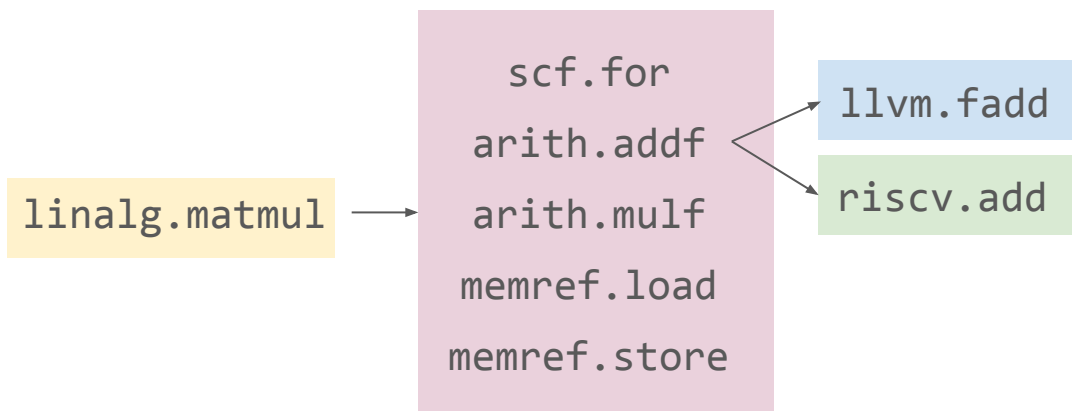 linalg.matmul
scf.for
arith.addf
arith.mulf
memref.load
memref.store
llvm.fadd
riscv.add